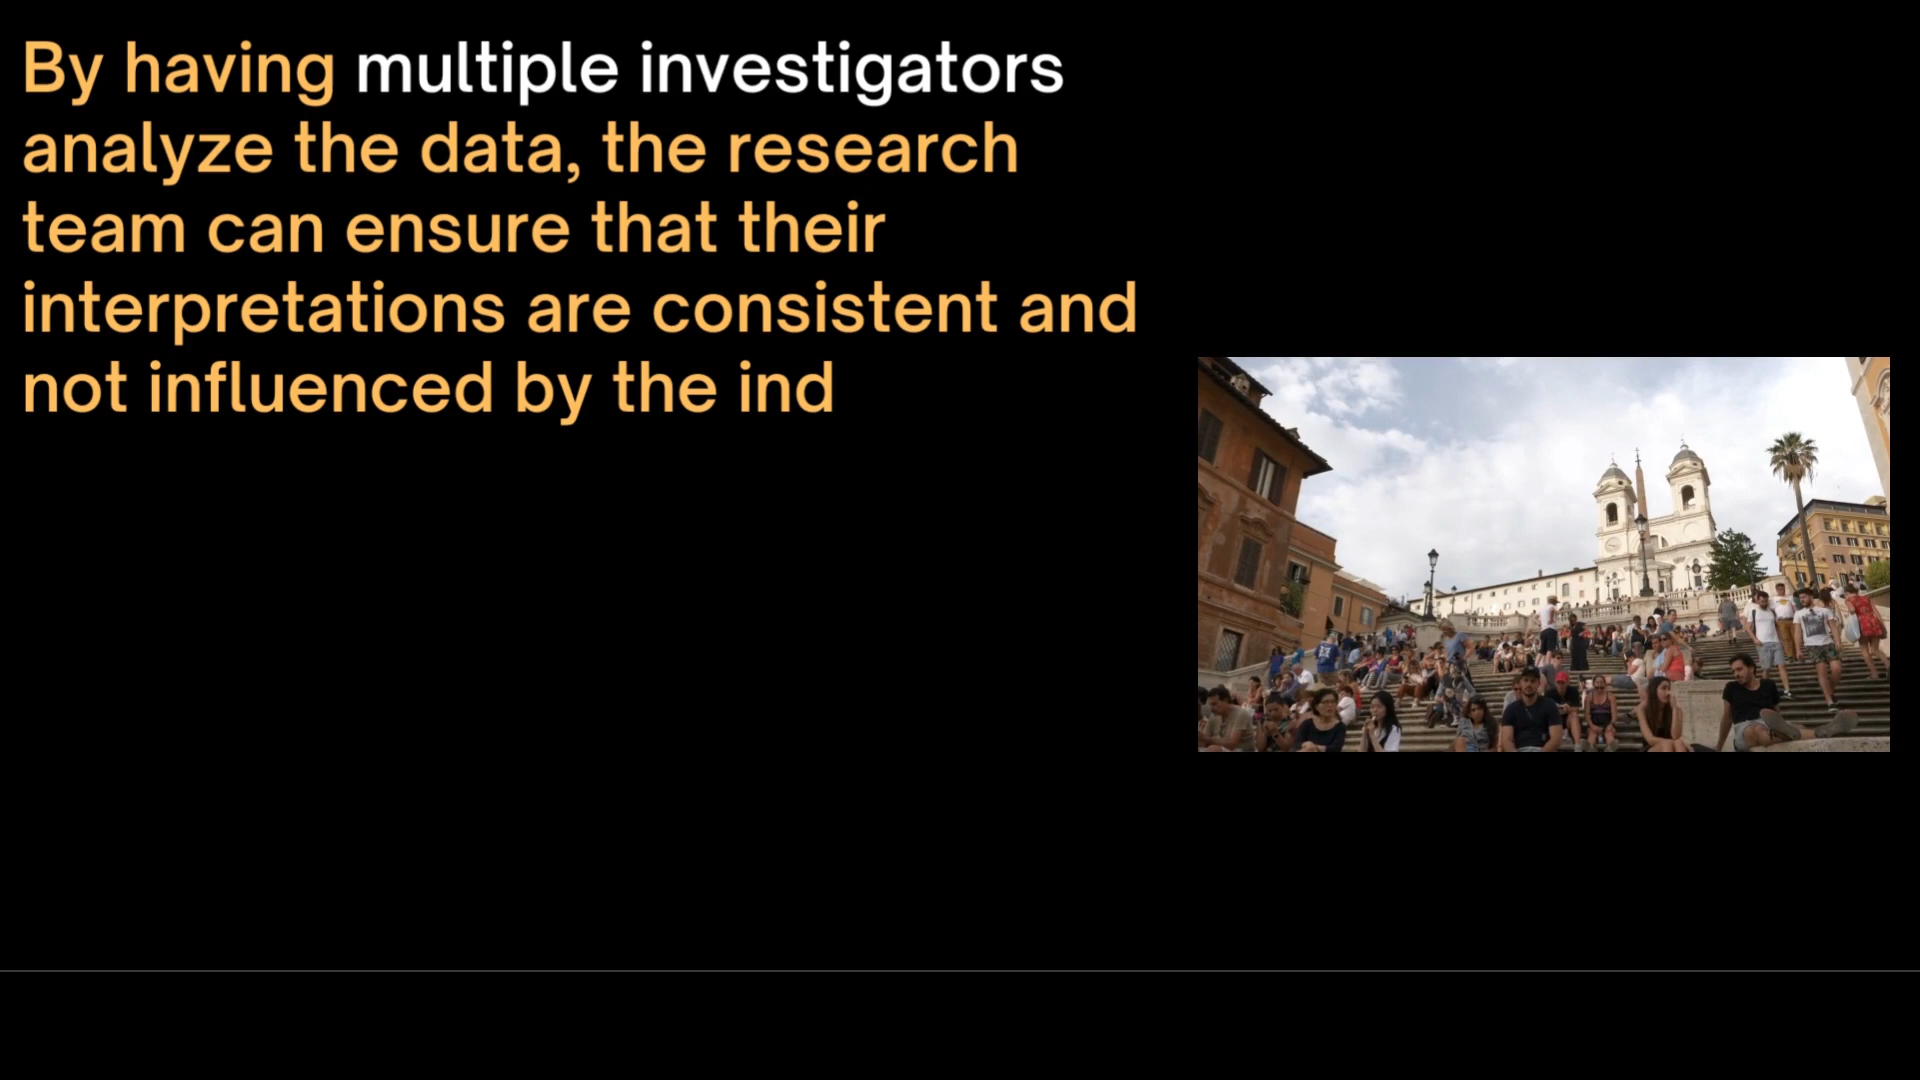 By having multiple investigators
analyze the data, the research
team can ensure that their
interpretations are consistent and
not influenced by the ind